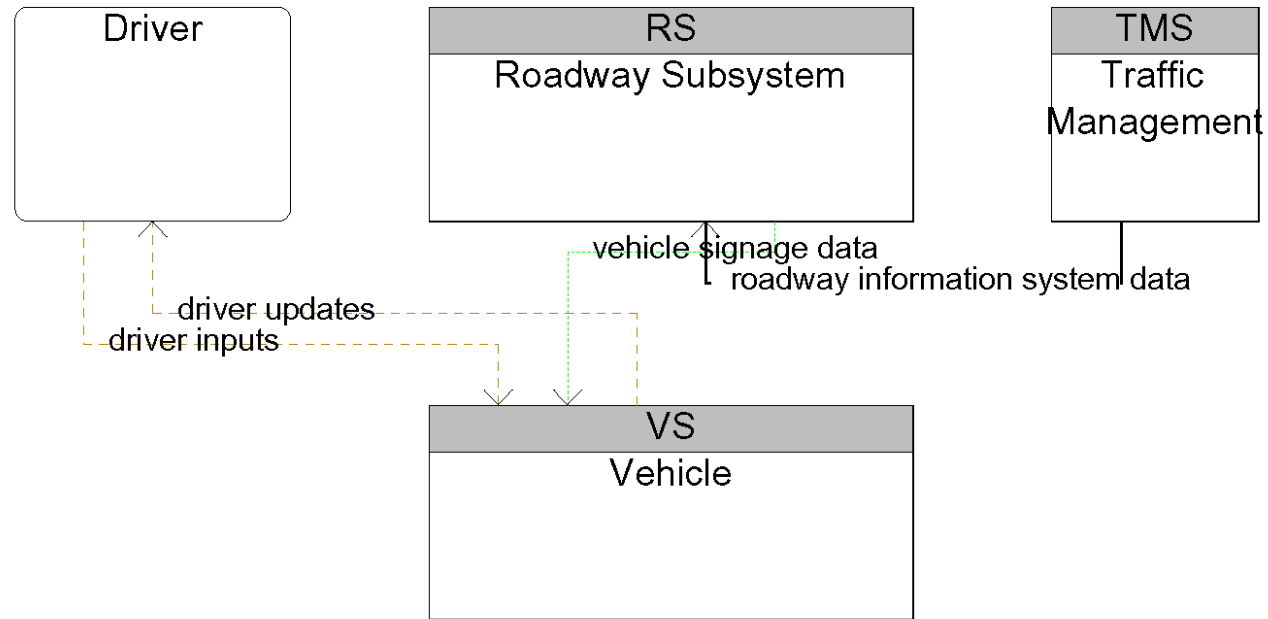 Driver
RS
Roadway Subsystem
TMS
Traffic
Management
vehicle signage data
roadway information system data
driver updates
driver inputs
VS
Vehicle